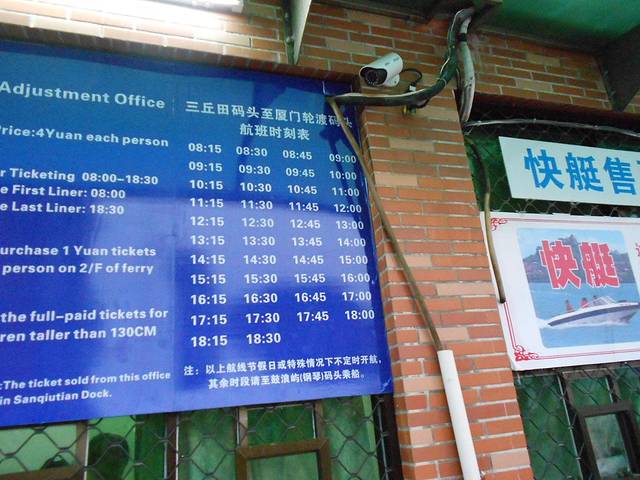 Adjustment Office
Price:4Yuan each person
Ticketing 08:00-18:30
First Liner: 08:00
Last Liner: 18:30
purchase 1 Yuan tickets
person on 2/F of ferry
the full-paid tickets for
taller than 130CM
The ticket sold from this office
in Sanqiutian Dock.
三丘田码头至厦门轮渡码头
航班时刻表
08:15 08:30 08:45 09:00
09:15 09:30 09:45 10:00
10:15 10:30 10:45 11:00
11:15 11:30 11:45 12:00
12:15 12:30 12:45 13:00
13:15 13:30 13:45 14:00
14:15 14:30 14:45 15:00
15:15 15:30 15:45 16:00
16:15 16:30 16:45 17:00
17:15 17:30 17:45 18:00
18:15 18:30
注：以上航线节假日或特殊情况下不定时开航，
其余时段请至鼓浪屿(钢琴)码头乘船。
快艇售
快艇